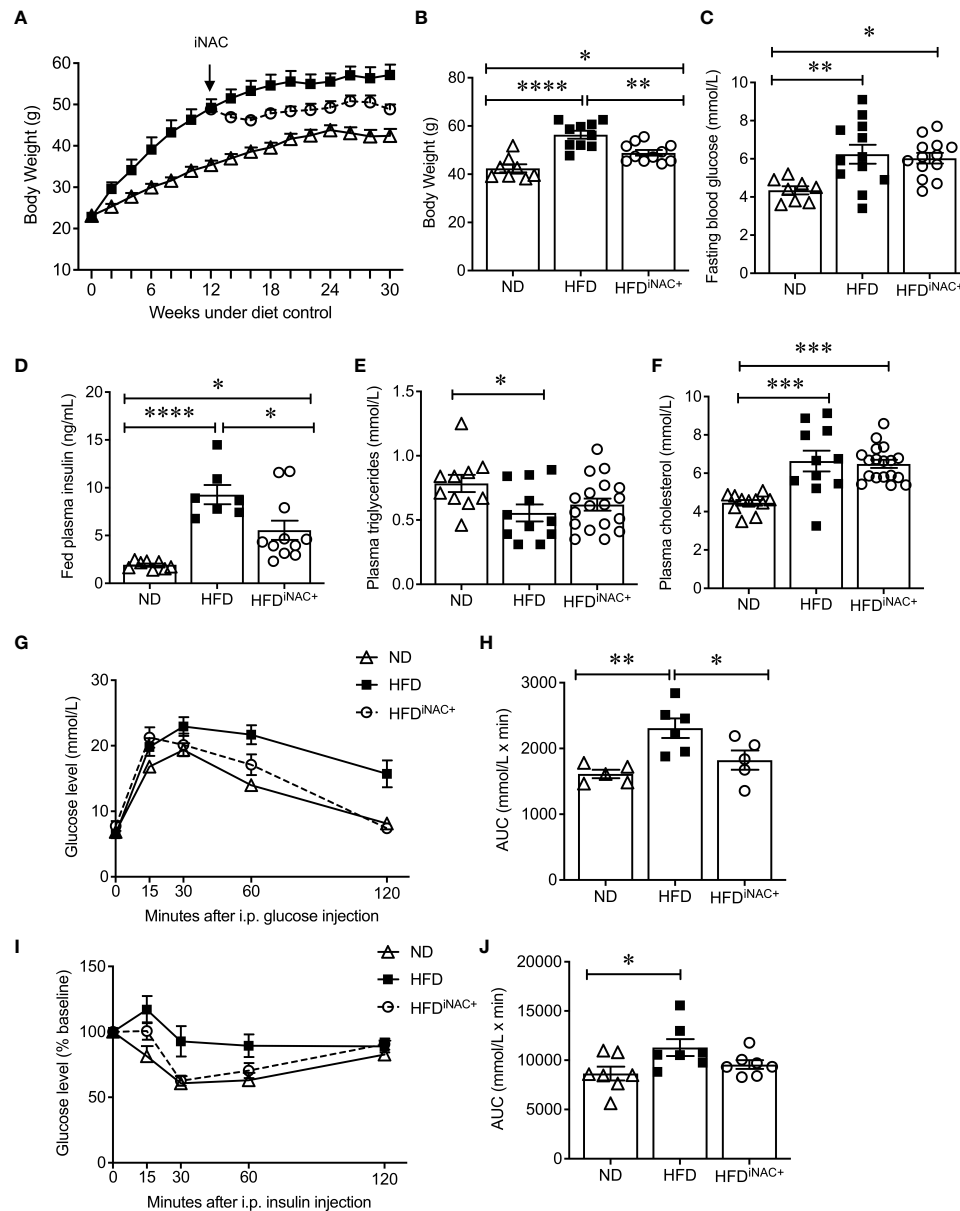 A
iNAC
Body Weight (g)
60
50
40
30
20
10
0 6 12 18 24 30
Weeks under diet control
B
*
**** **
Body Weight (g)
80
60
40
20
0
ND HFD HFDiNAC+
C
*
**
Fasting blood glucose (mmol/L)
10
8
6
4
2
0
ND HFD HFDiNAC+
D
*
**** *
Fed plasma insulin (ng/mL)
20
15
10
5
0
ND HFD HFDiNAC+
E
*
Plasma triglycerides (mmol/L)
1.5
1.0
0.5
0.0
ND HFD HFDiNAC+
F
***
***
Plasma cholesterol (mmol/L)
10
8
6
4
2
0
ND HFD HFDiNAC+
G
ND
HFD
HFDiNAC+
Glucose level (mmol/L)
30
20
10
0
0 15 30 60 120
Minutes after i.p. glucose injection
H
** *
AUC (mmol/L x min)
3000
2000
1000
0
ND HFD HFDiNAC+
I
ND
HFD
HFDiNAC+
Glucose level (% baseline)
150
100
50
0
0 15 30 60 120
Minutes after i.p. insulin injection
J
*
AUC (mmol/L x min)
20000
15000
10000
5000
0
ND HFD HFDiNAC+